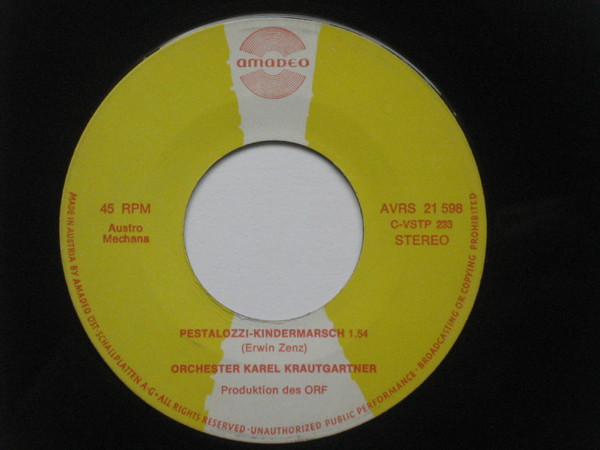 amadeo
45 RPM
Austro
Mechana
AVRS 21 598
C-VSTP 233
STEREO
PESTALOZZI-KINDERMARSCH 1.54
(Erwin Zenz)
ORCHESTER KAREL KRAUTGARTNER
Produktion des ORF
MADE IN AUSTRIA BY AMADEO OST. SCHALLPLATTEN A·G· ALL RIGHTS RESERVED · UNAUTHORIZED PUBLIC PERFORMANCE · BROADCASTING OR COPYING PROHIBITED